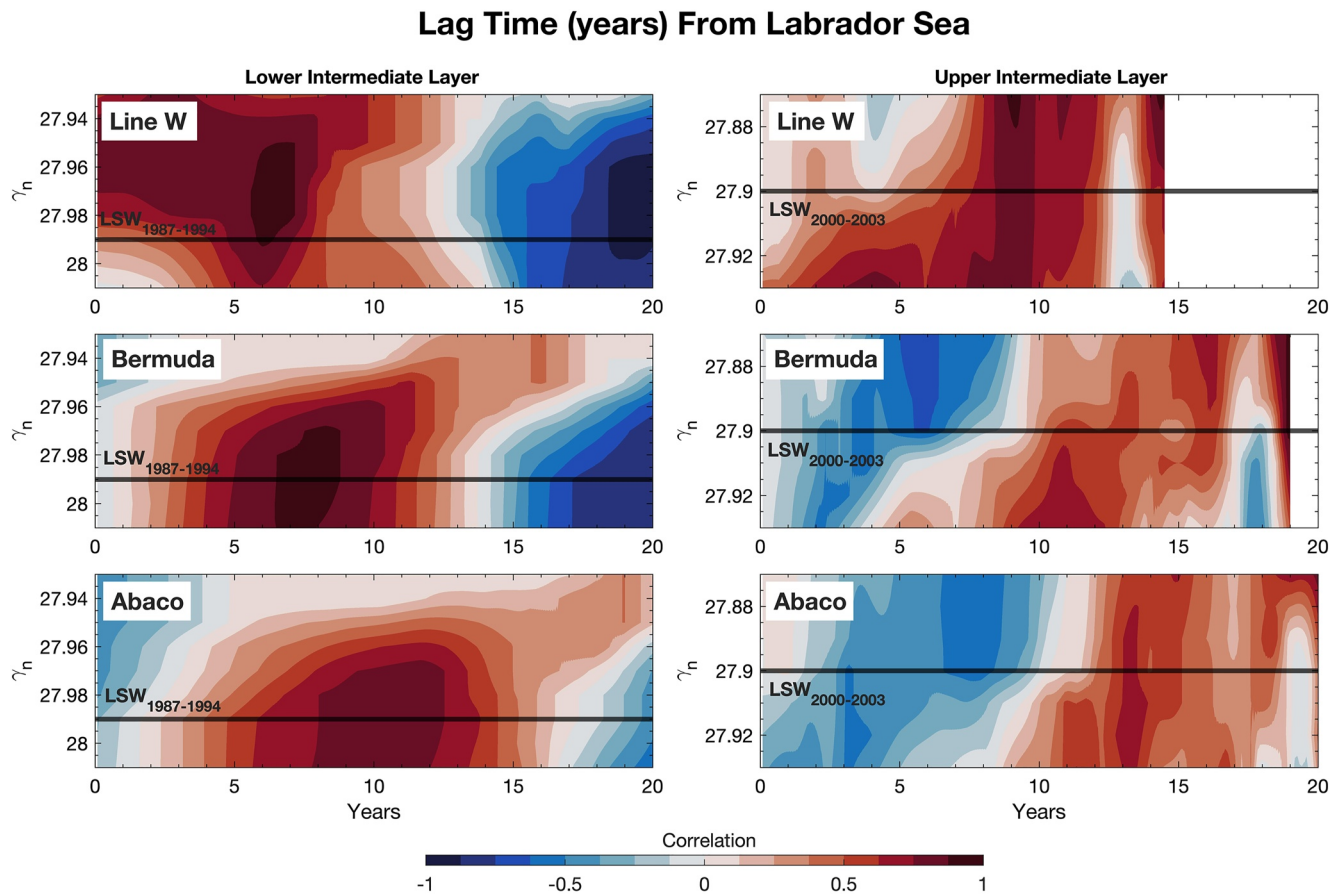 Lag Time (years) From Labrador Sea
Lower Intermediate Layer
Line W
27.94
27.96
27.98
28
γn
LSW1987-1994
0 5 10 15 20
Upper Intermediate Layer
Line W
27.88
27.9
27.92
γn
LSW2000-2003
0 5 10 15 20
Bermuda
27.94
27.96
27.98
28
γn
LSW1987-1994
0 5 10 15 20
Bermuda
27.88
27.9
27.92
γn
LSW2000-2003
0 5 10 15 20
Abaco
27.94
27.96
27.98
28
γn
LSW1987-1994
0 5 10 15 20
Years
Abaco
27.88
27.9
27.92
γn
LSW2000-2003
0 5 10 15 20
Years
Correlation
-1 -0.5 0 0.5 1